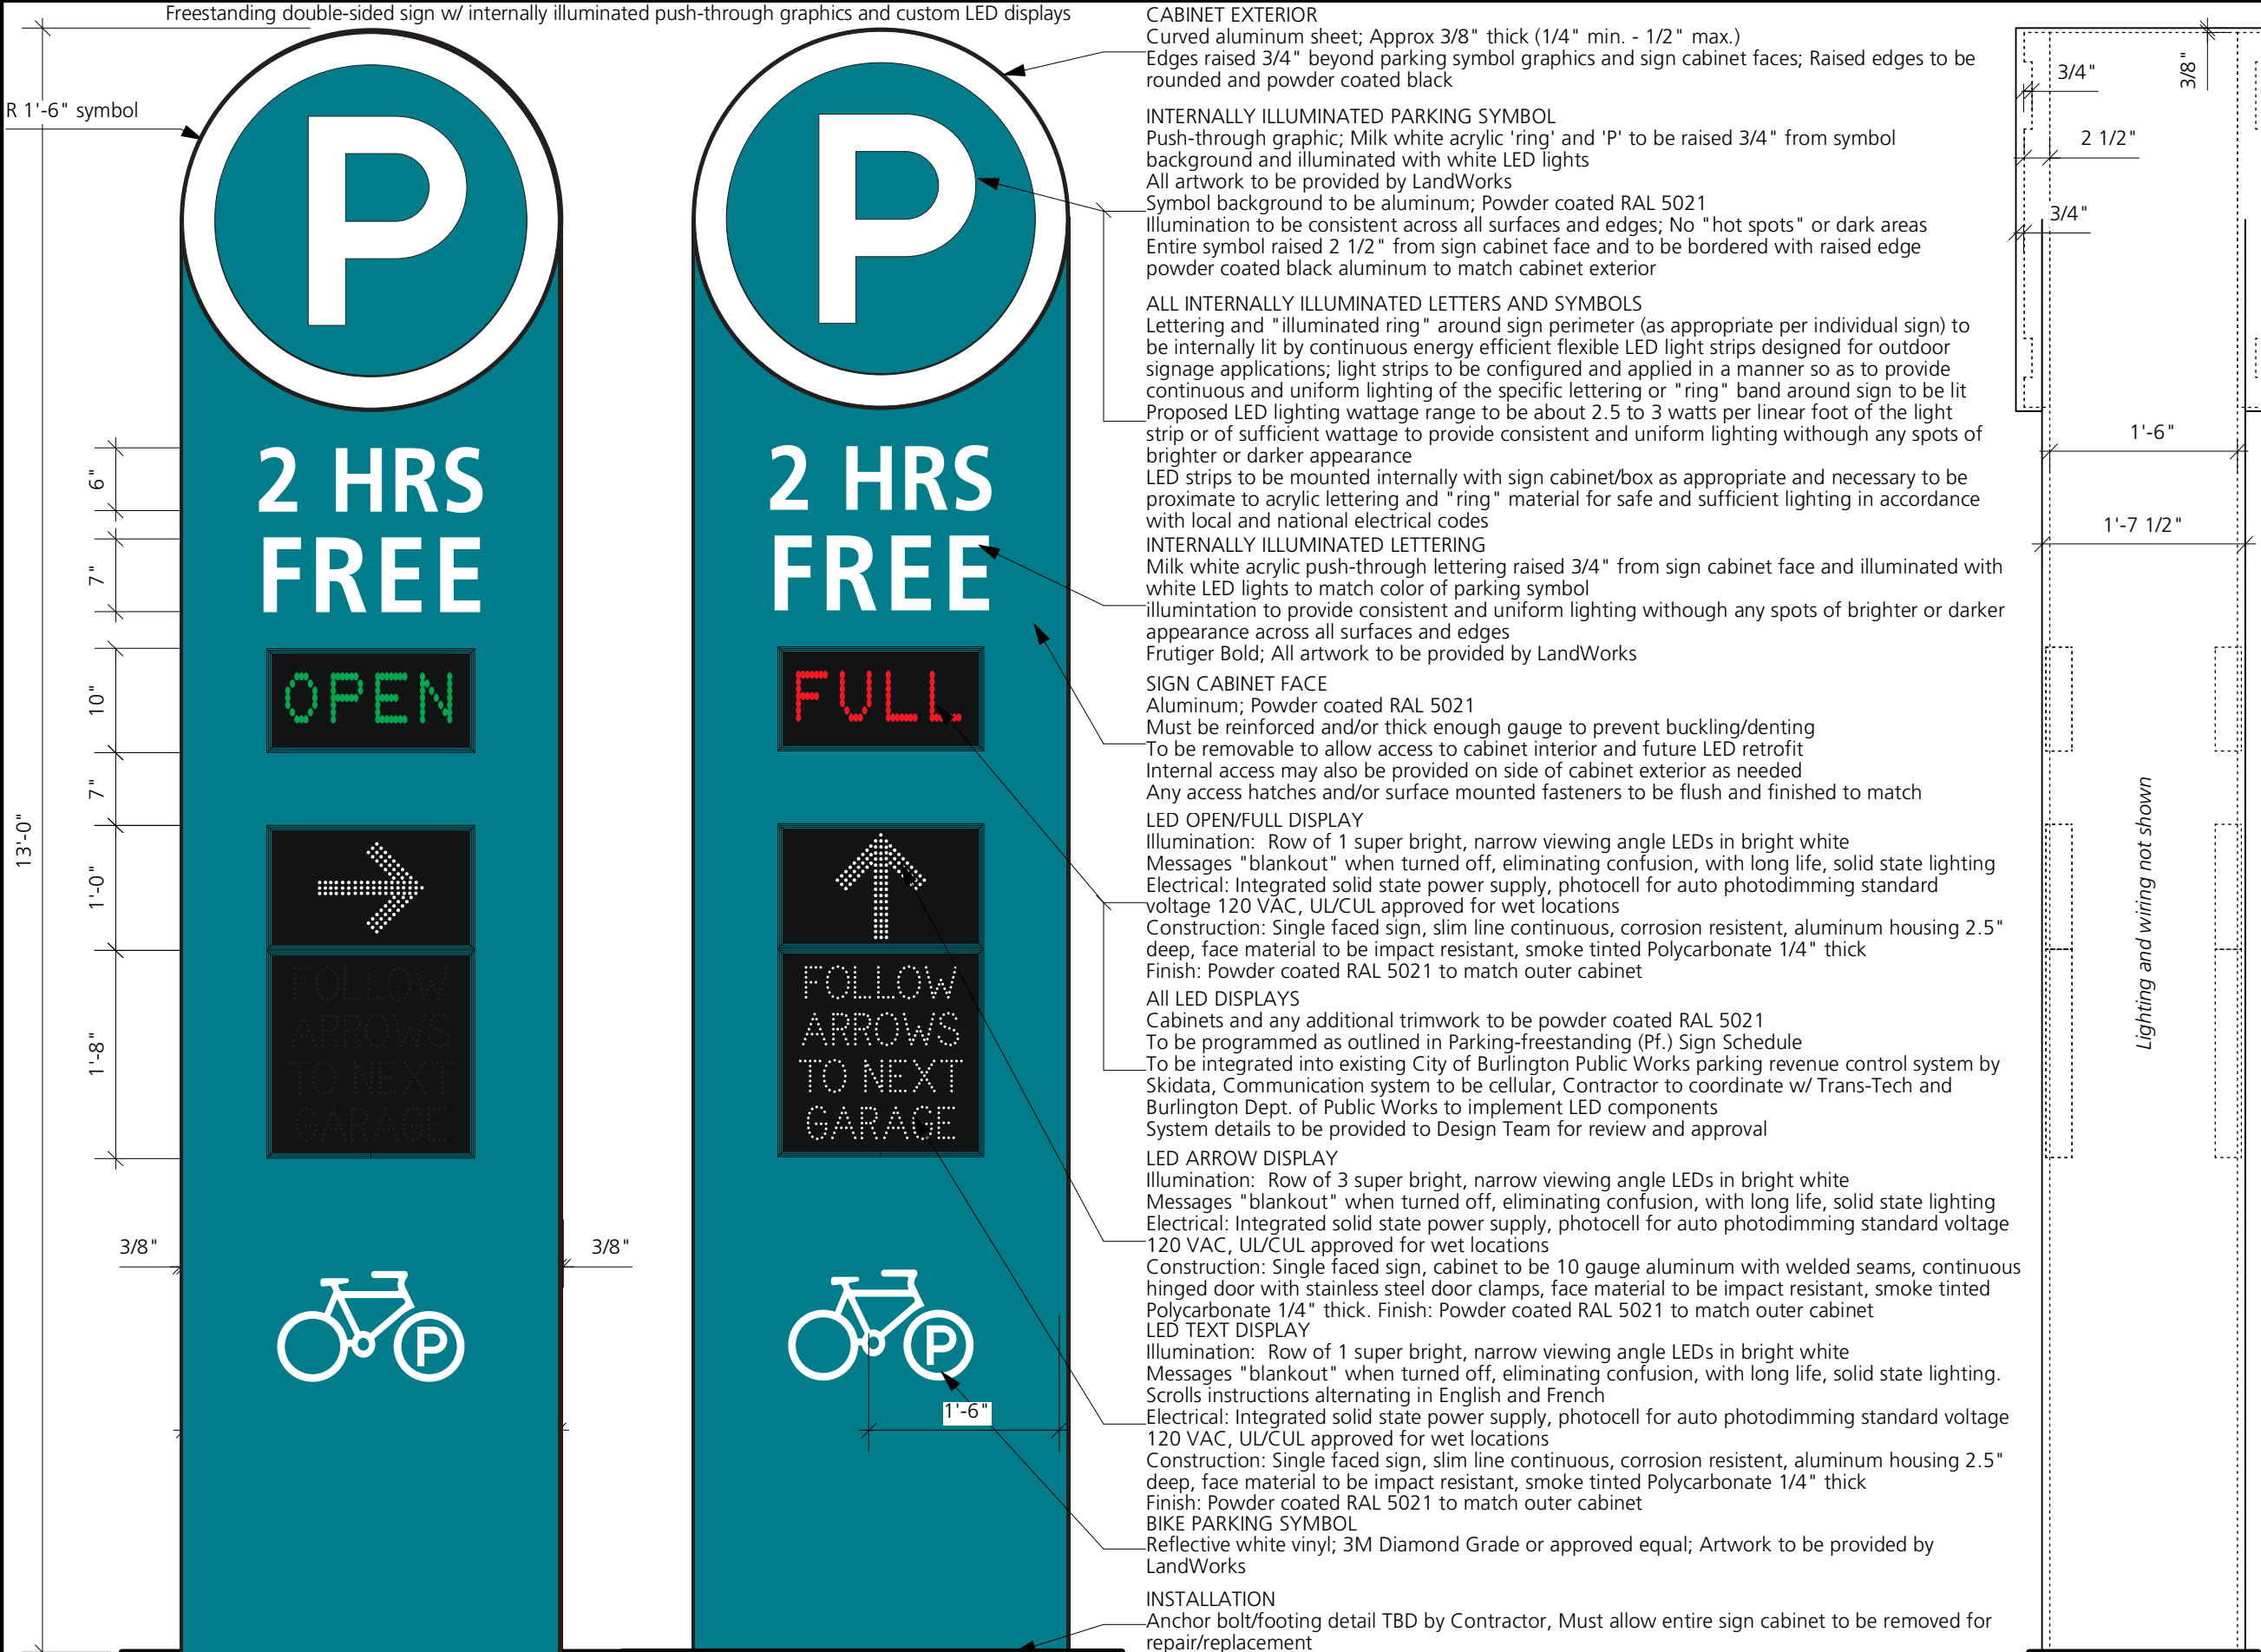 Freestanding double-sided sign w/ internally illuminated push-through graphics and custom LED displays
R 1'-6" symbol
13'-0"
6"
7"
10"
7"
1'-0"
1'-8"
3/8"
3/8"
P
2 HRS
FREE
OPEN
FOLLOW
ARROWS
TO NEXT
GARAGE
P
P
2 HRS
FREE
FULL
FOLLOW
ARROWS
TO NEXT
GARAGE
P
1'-6"
CABINET EXTERIOR
Curved aluminum sheet; Approx 3/8" thick (1/4" min. - 1/2" max.)
Edges raised 3/4" beyond parking symbol graphics and sign cabinet faces; Raised edges to be
rounded and powder coated black
INTERNALLY ILLUMINATED PARKING SYMBOL
Push-through graphic; Milk white acrylic 'ring' and 'P' to be raised 3/4" from symbol
background and illuminated with white LED lights
All artwork to be provided by LandWorks
Symbol background to be aluminum; Powder coated RAL 5021
Illumination to be consistent across all surfaces and edges; No "hot spots" or dark areas
Entire symbol raised 2 1/2" from sign cabinet face and to be bordered with raised edge
powder coated black aluminum to match cabinet exterior
ALL INTERNALLY ILLUMINATED LETTERS AND SYMBOLS
Lettering and "illuminated ring" around sign perimeter (as appropriate per individual sign) to
be internally lit by continuous energy efficient flexible LED light strips designed for outdoor
signage applications; light strips to be configured and applied in a manner so as to provide
continuous and uniform lighting of the specific lettering or "ring" band around sign to be lit
Proposed LED lighting wattage range to be about 2.5 to 3 watts per linear foot of the light
strip or of sufficient wattage to provide consistent and uniform lighting withough any spots of
brighter or darker appearance
LED strips to be mounted internally with sign cabinet/box as appropriate and necessary to be
proximate to acrylic lettering and "ring" material for safe and sufficient lighting in accordance
with local and national electrical codes
INTERNALLY ILLUMINATED LETTERING
Milk white acrylic push-through lettering raised 3/4" from sign cabinet face and illuminated with
white LED lights to match color of parking symbol
illumintation to provide consistent and uniform lighting withough any spots of brighter or darker
appearance across all surfaces and edges
Frutiger Bold; All artwork to be provided by LandWorks
SIGN CABINET FACE
Aluminum; Powder coated RAL 5021
Must be reinforced and/or thick enough gauge to prevent buckling/denting
To be removable to allow access to cabinet interior and future LED retrofit
Internal access may also be provided on side of cabinet exterior as needed
Any access hatches and/or surface mounted fasteners to be flush and finished to match
LED OPEN/FULL DISPLAY
Illumination: Row of 1 super bright, narrow viewing angle LEDs in bright white
Messages "blankout" when turned off, eliminating confusion, with long life, solid state lighting
Electrical: Integrated solid state power supply, photocell for auto photodimming standard
voltage 120 VAC, UL/CUL approved for wet locations
Construction: Single faced sign, slim line continuous, corrosion resistent, aluminum housing 2.5"
deep, face material to be impact resistant, smoke tinted Polycarbonate 1/4" thick
Finish: Powder coated RAL 5021 to match outer cabinet
All LED DISPLAYS
Cabinets and any additional trimwork to be powder coated RAL 5021
To be programmed as outlined in Parking-freestanding (Pf.) Sign Schedule
To be integrated into existing City of Burlington Public Works parking revenue control system by
Skidata, Communication system to be cellular, Contractor to coordinate w/ Trans-Tech and
Burlington Dept. of Public Works to implement LED components
System details to be provided to Design Team for review and approval
LED ARROW DISPLAY
Illumination: Row of 3 super bright, narrow viewing angle LEDs in bright white
Messages "blankout" when turned off, eliminating confusion, with long life, solid state lighting
Electrical: Integrated solid state power supply, photocell for auto photodimming standard voltage
120 VAC, UL/CUL approved for wet locations
Construction: Single faced sign, cabinet to be 10 gauge aluminum with welded seams, continuous
hinged door with stainless steel door clamps, face material to be impact resistant, smoke tinted
Polycarbonate 1/4" thick. Finish: Powder coated RAL 5021 to match outer cabinet
LED TEXT DISPLAY
Illumination: Row of 1 super bright, narrow viewing angle LEDs in bright white
Messages "blankout" when turned off, eliminating confusion, with long life, solid state lighting.
Scrolls instructions alternating in English and French
Electrical: Integrated solid state power supply, photocell for auto photodimming standard voltage
120 VAC, UL/CUL approved for wet locations
Construction: Single faced sign, slim line continuous, corrosion resistent, aluminum housing 2.5"
deep, face material to be impact resistant, smoke tinted Polycarbonate 1/4" thick
Finish: Powder coated RAL 5021 to match outer cabinet
BIKE PARKING SYMBOL
Reflective white vinyl; 3M Diamond Grade or approved equal; Artwork to be provided by
LandWorks
INSTALLATION
Anchor bolt/footing detail TBD by Contractor, Must allow entire sign cabinet to be removed for
repair/replacement
3/4"
3/8"
2 1/2"
3/4"
1'-6"
1'-7 1/2"
Lighting and wiring not shown